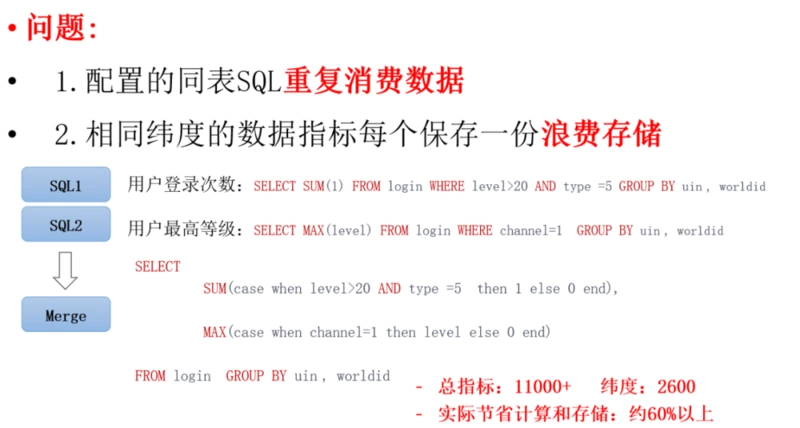 • 问题:
• 1.配置的同表SQL重复消费数据
• 2.相同纬度的数据指标每个保存一份浪费存储
SQL1
用户登录次数: SELECT SUM(1) FROM login WHERE level>20 AND type =5 GROUP BY uin , worldid
SQL2
用户最高等级: SELECT MAX(level) FROM login WHERE channel=1 GROUP BY uin , worldid
SELECT
SUM(case when level>20 AND type =5 then 1 else 0 end),
Merge
MAX(case when channel=1 then level else 0 end)
FROM login GROUP BY uin , worldid
- 总指标: 11000+ 纬度: 2600
- 实际节省计算和存储: 约60%以上